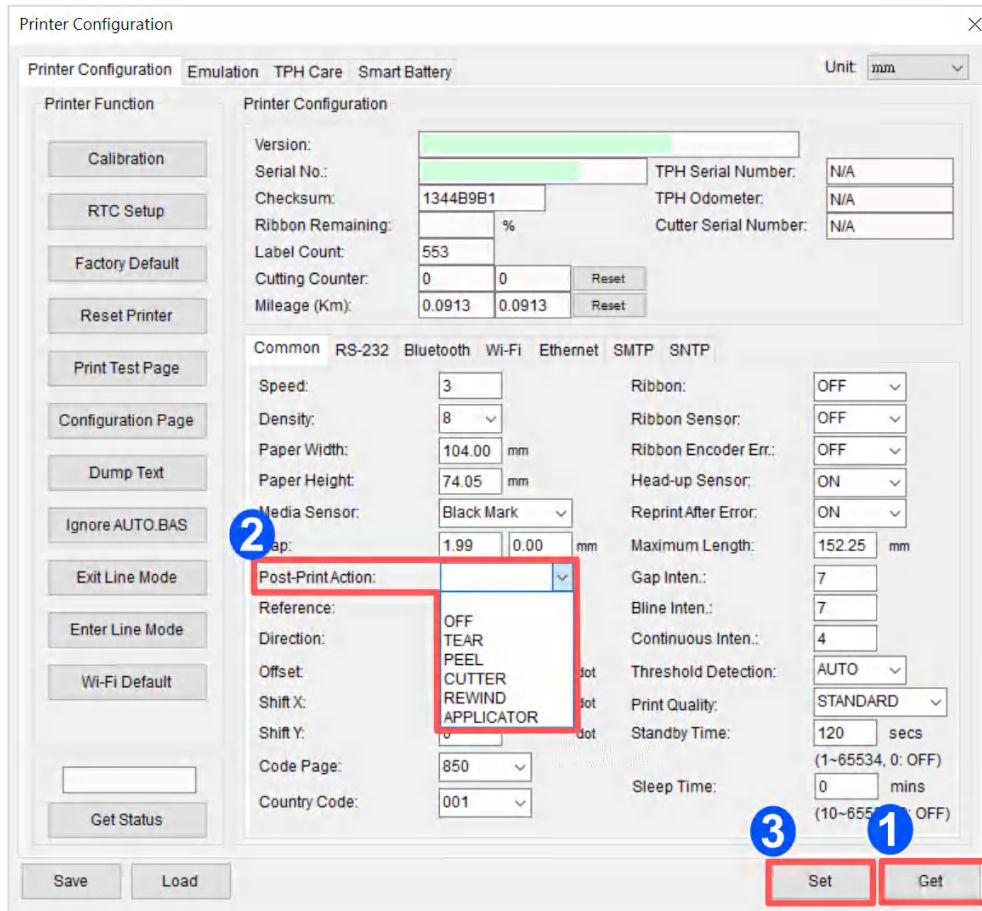 Printer Configuration
Printer Configuration Emulation TPH Care Smart Battery Unit: mm
Printer Function
Calibration
RTC Setup
Factory Default
Reset Printer
Print Test Page
Configuration Page
Dump Text
Ignore AUTO.BAS
Exit Line Mode
Enter Line Mode
Wi-Fi Default
Get Status
Printer Configuration
Version:
Serial No.: TPH Serial Number: N/A
Checksum: 1344B9B1 TPH Odometer: N/A
Ribbon Remaining: % Cutter Serial Number: N/A
Label Count: 553
Cutting Counter: 0 0 Reset
Mileage (Km): 0.0913 0.0913 Reset
Common RS-232 Bluetooth Wi-Fi Ethernet SMTP SNTP
Speed: 3
Density: 8
Paper Width: 104.00 mm
Paper Height: 74.05 mm
Media Sensor: Black Mark
2
1.99 0.00 mm
Post-Print Action:
OFF
TEAR
PEEL
CUTTER
REWIND
APPLICATOR
Reference:
Direction:
Offset: dot
Shift X: dot
Shift Y: 0 dot
Code Page: 850
Country Code: 001
Ribbon: OFF
Ribbon Sensor: OFF
Ribbon Encoder Err.: OFF
Head-up Sensor: ON
Reprint After Error: ON
Maximum Length: 152.25 mm
Gap Inten.: 7
Bline Inten.: 7
Continuous Inten.: 4
Threshold Detection: AUTO
Print Quality: STANDARD
Standby Time: 120 secs
(1~65534, 0: OFF)
Sleep Time: 0 mins
OFF)
3 1
Save Load Set Get